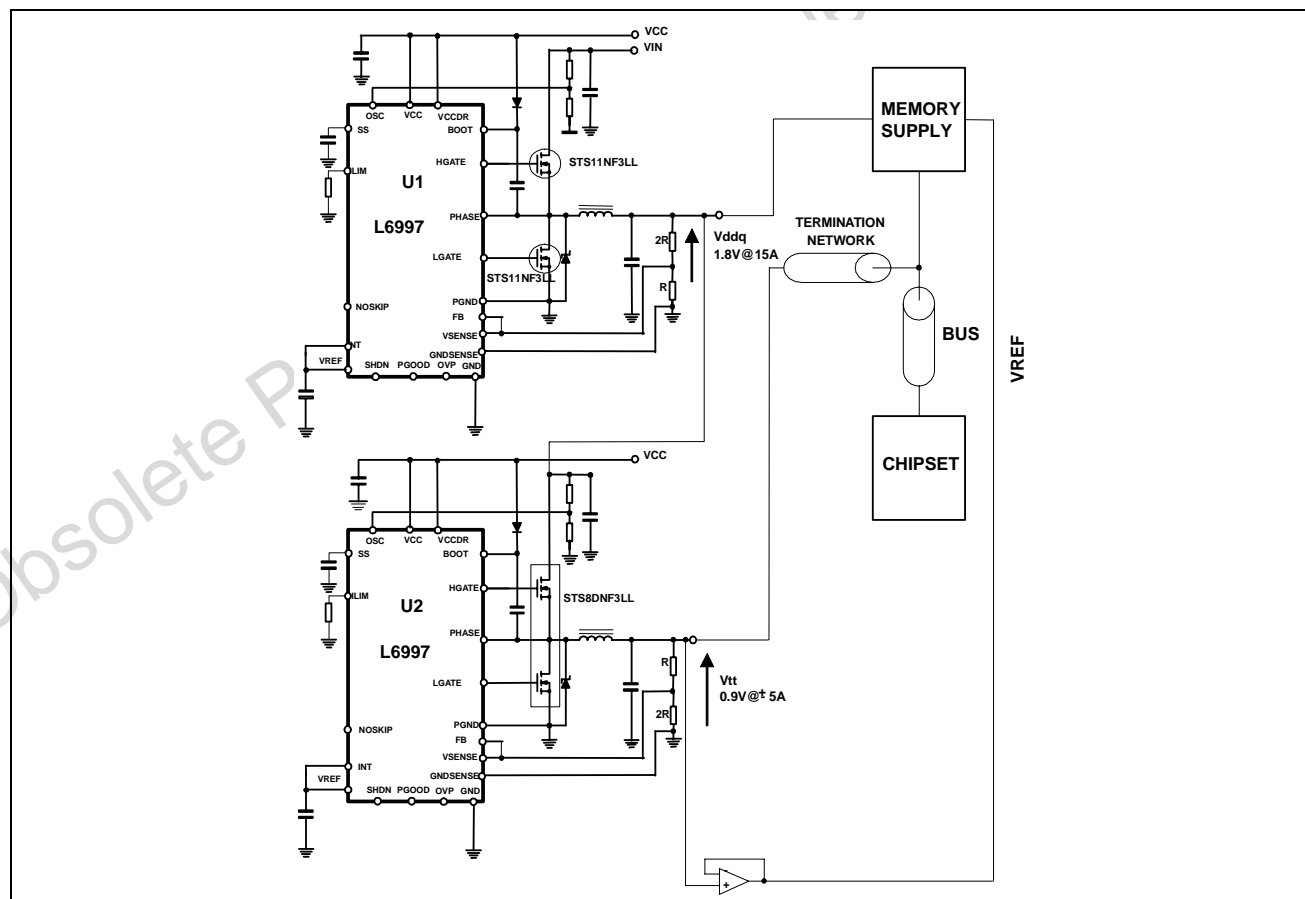 VCC
VIN
OSC
VCC
VCCDR
SS
BOOT
ILIM
HGATE
STS11NF3LL
U1
L6997
PHASE
LGATE
STS11NF3LL
2R
R
Vddq
1.8V@15A
NOSKIP
PGND
FB
VSENSE
NT
VREF
GNDSENSE
SHDN
PGOOD
OVP
GND
MEMORY
SUPPLY
TERMINATION
NETWORK
BUS
VREF
CHIPSET
Obsolete P
VCC
OSC
VCC
VCCDR
SS
BOOT
ILIM
HGATE
STS8DNF3LL
U2
L6997
PHASE
LGATE
R
2R
Vtt
0.9V@± 5A
NOSKIP
PGND
FB
VSENSE
INT
VREF
GNDSENSE
SHDN
PGOOD
OVP
GND
-
+